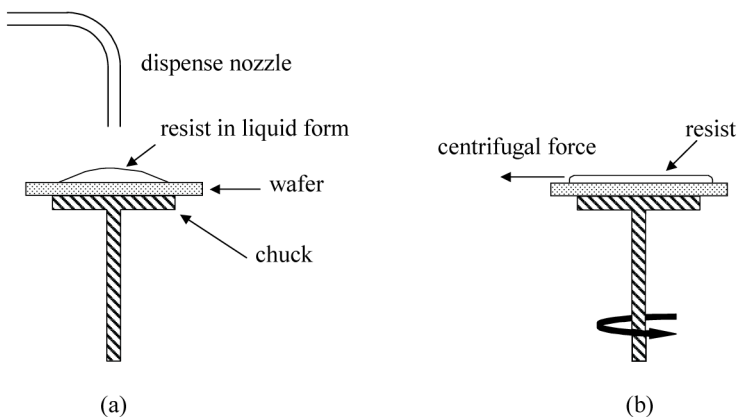 dispense nozzle
resist in liquid form
wafer
chuck
(a)
resist
centrifugal force
(b)